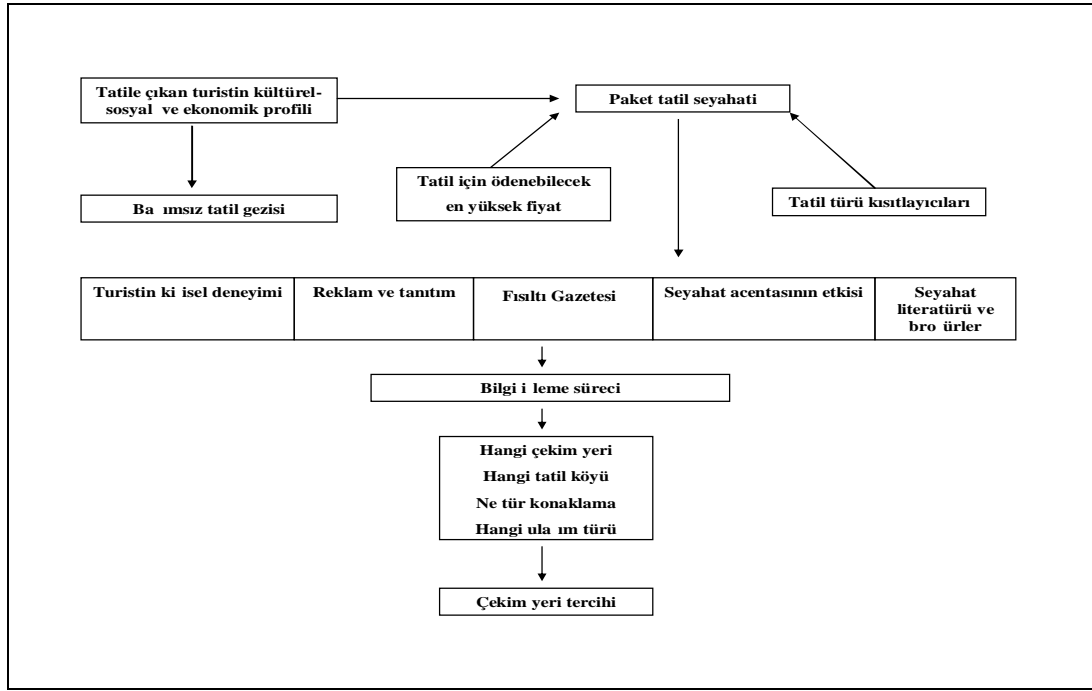 Tatile çıkan turistin kültürel-
sosyal ve ekonomik profili
Paket tatil seyahati
Tatil için ödenebilecek
en yüksek fiyat
Ba ımsız tatil gezisi
Tatil türü kısıtlayıcıları
Turistin ki isel deneyimi
Reklam ve tanıtım
Fısıltı Gazetesi
Seyahat acentasının etkisi
Seyahat
literatürü ve
bro ürler
Bilgi i leme süreci
Hangi çekim yeri
Hangi tatil köyü
Ne tür konaklama
Hangi ula ım türü
Çekim yeri tercihi